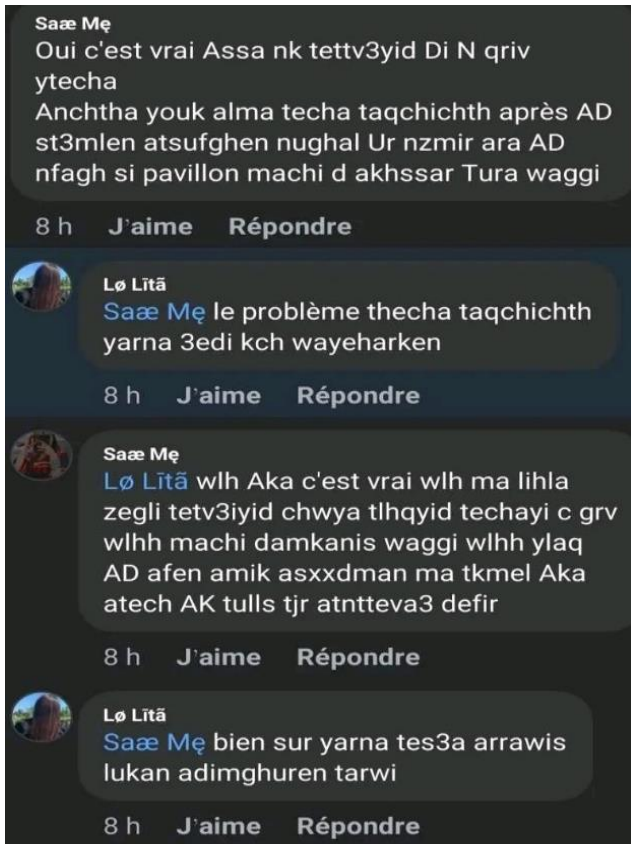 Saæ Mę
Oui c'est vrai Assa nk tettv3yid Di N qriv
ytecha
Anchtha youk alma techa taqchichth après AD
st3mlen atsufghen nughal Ur nzmir ara AD
nfagh si pavillon machi d akhssar Tura waggi
8 h J'aime Répondre
Lø Lītã
Saæ Mę le problème thecha taqchichth
yarna 3edi kch wayeharken
8 h J'aime Répondre
Saæ Mę
Lø Lītã wlh Aka c'est vrai wlh ma lihla
zegli tetv3iyid chwya tlhqyid techayi c grv
wlhh machi damkanis waggi wlhh ylaq
AD afen amik asxxdman ma tkmel Aka
atech AK tulls tjr atntteva3 defir
8 h J'aime Répondre
Lø Lītã
Saæ Mę bien sur yarna tes3a arrawis
lukan adimghuren tarwi
8 h J'aime Répondre